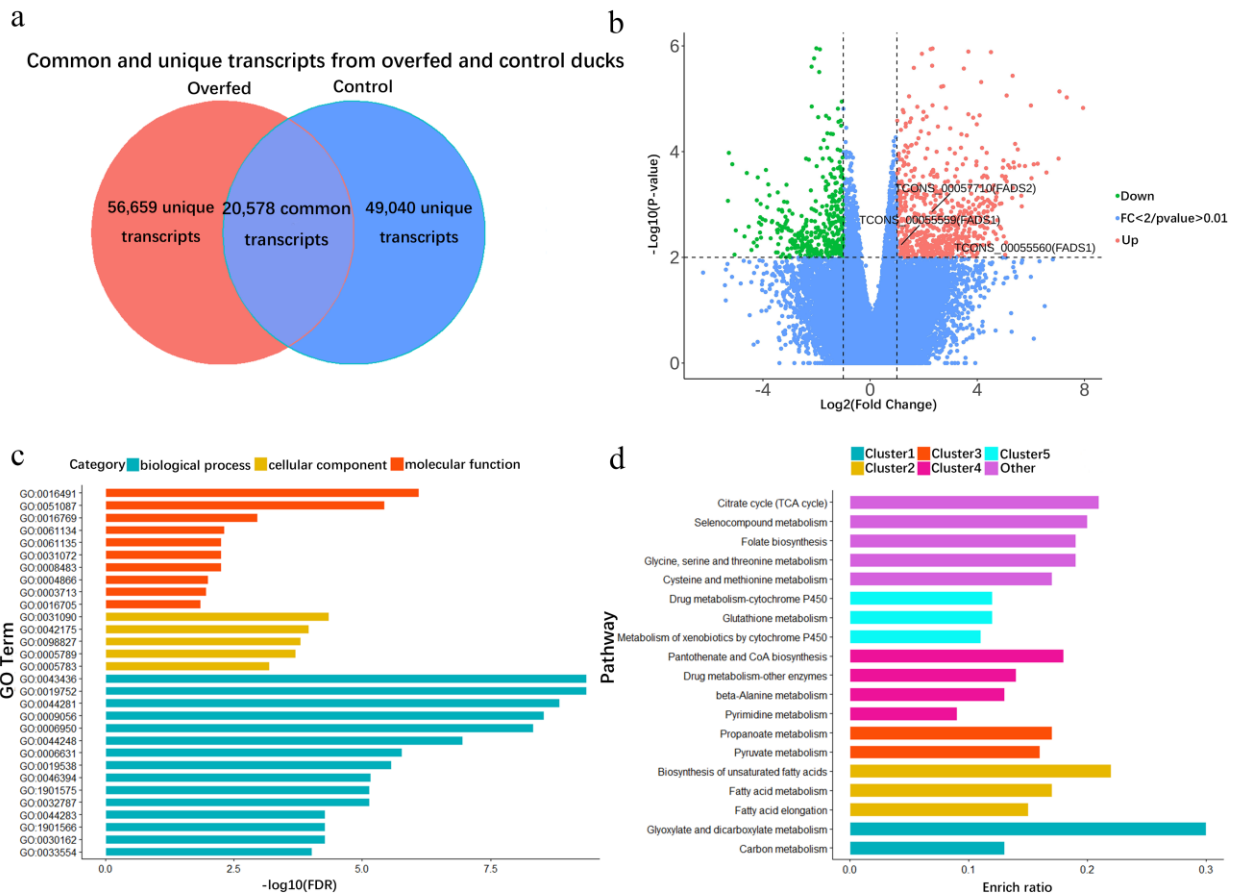 a
Common and unique transcripts from overfed and control ducks
Overfed
Control
56,659 unique
transcripts
20,578 common
transcripts
49,040 unique
transcripts
b
-Log10(P-value)
6
4
2
0
TCONS_00057710(FADS2)
TCONS_00055559(FADS1)
TCONS_00055560(FADS1)
-4
0
4
8
Log2(Fold Change)
Down
FC<2/pvalue>0.01
Up
c
Category
biological process
cellular component
molecular function
GO Term
GO:0016491
GO:0051087
GO:0016769
GO:0061134
GO:0061135
GO:0031072
GO:0008483
GO:0004866
GO:0003713
GO:0016705
GO:0031090
GO:0042175
GO:0098827
GO:0005789
GO:0005783
GO:0043436
GO:0019752
GO:0044281
GO:0009056
GO:0006950
GO:0044248
GO:0006631
GO:0019538
GO:0046394
GO:1901575
GO:0032787
GO:0044283
GO:1901566
GO:0030162
GO:0033554
0.0
2.5
5.0
7.5
-log10(FDR)
d
Cluster1
Cluster3
Cluster5
Cluster2
Cluster4
Other
Pathway
Citrate cycle (TCA cycle)
Selenocompound metabolism
Folate biosynthesis
Glycine, serine and threonine metabolism
Cysteine and methionine metabolism
Drug metabolism-cytochrome P450
Glutathione metabolism
Metabolism of xenobiotics by cytochrome P450
Pantothenate and CoA biosynthesis
Drug metabolism-other enzymes
beta-Alanine metabolism
Pyrimidine metabolism
Propanoate metabolism
Pyruvate metabolism
Biosynthesis of unsaturated fatty acids
Fatty acid metabolism
Fatty acid elongation
Glyoxylate and dicarboxylate metabolism
Carbon metabolism
0.0
0.1
0.2
0.3
Enrich ratio